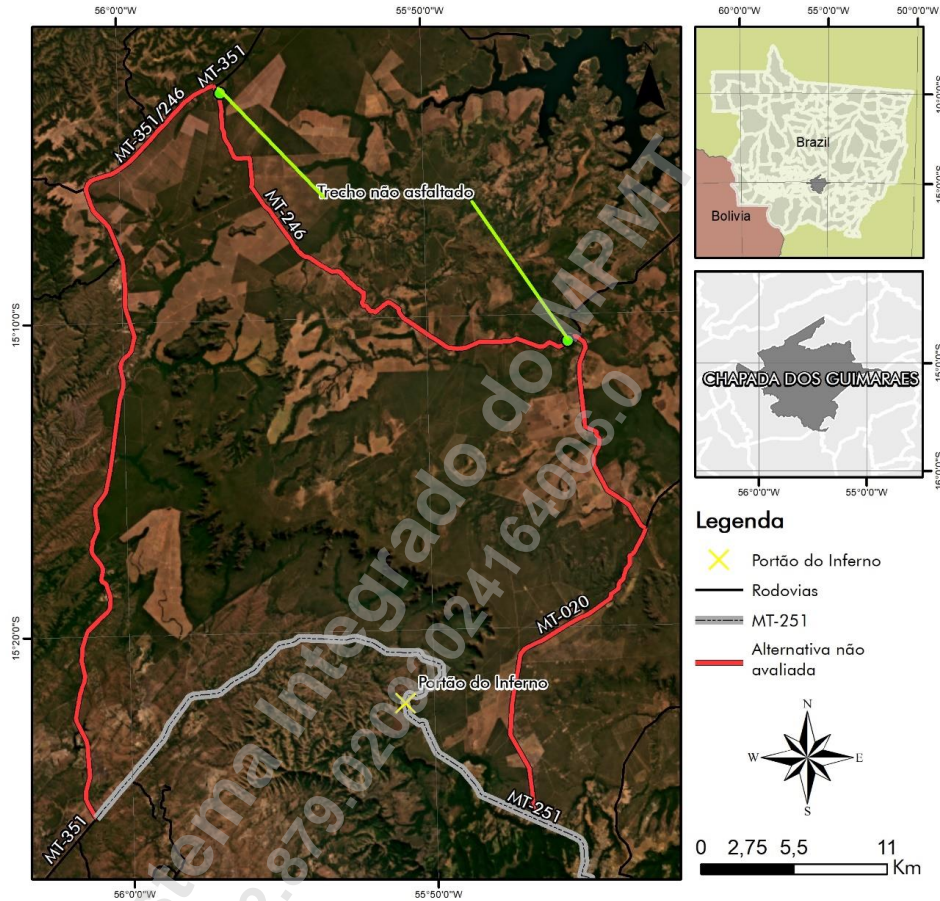 56°0'0"W
55°50'0"W
15°10'0"S
15°20'0"S
56°0'0"W
55°50'0"W
MT-351
MT-351/246
Trecho não asfaltado
MT-246
MT-020
Portão do Inferno
MT-251
MT-351
60°0'0"W
55°0'0"W
50°0'0"W
10°0'0"S
15°0'0"S
Brazil
Bolivia
CHAPADA DOS GUIMARAES
15°0'0"S
16°0'0"S
56°0'0"W
55°0'0"W
Legenda
Portão do Inferno
Rodovias
MT-251
Alternativa não
avaliada
N
W
E
S
0 2,75 5,5 11
Km